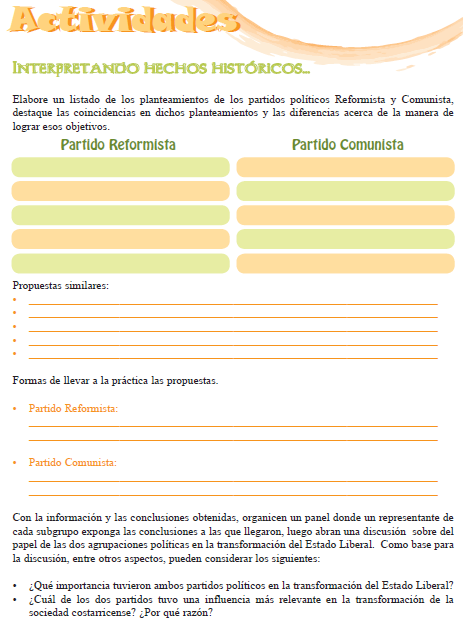 Actividades
INTERPRETANDO HECHOS HISTÓRICOS...
Elabore un listado de los planteamientos de los partidos políticos Reformista y Comunista,
destaque las coincidencias en dichos planteamientos y las diferencias acerca de la manera de
lograr esos objetivos.
Partido Reformista Partido Comunista
Propuestas similares:
•
•
•
•
•
Formas de llevar a la práctica las propuestas.
• Partido Reformista:
• Partido Comunista:
Con la información y las conclusiones obtenidas, organicen un panel donde un representante de
cada subgrupo exponga las conclusiones a las que llegaron, luego abran una discusión sobre del
papel de las dos agrupaciones políticas en la transformación del Estado Liberal. Como base para
la discusión, entre otros aspectos, pueden considerar los siguientes:
• ¿Qué importancia tuvieron ambos partidos políticos en la transformación del Estado Liberal?
• ¿Cuál de los dos partidos tuvo una influencia más relevante en la transformación de la
sociedad costarricense? ¿Por qué razón?